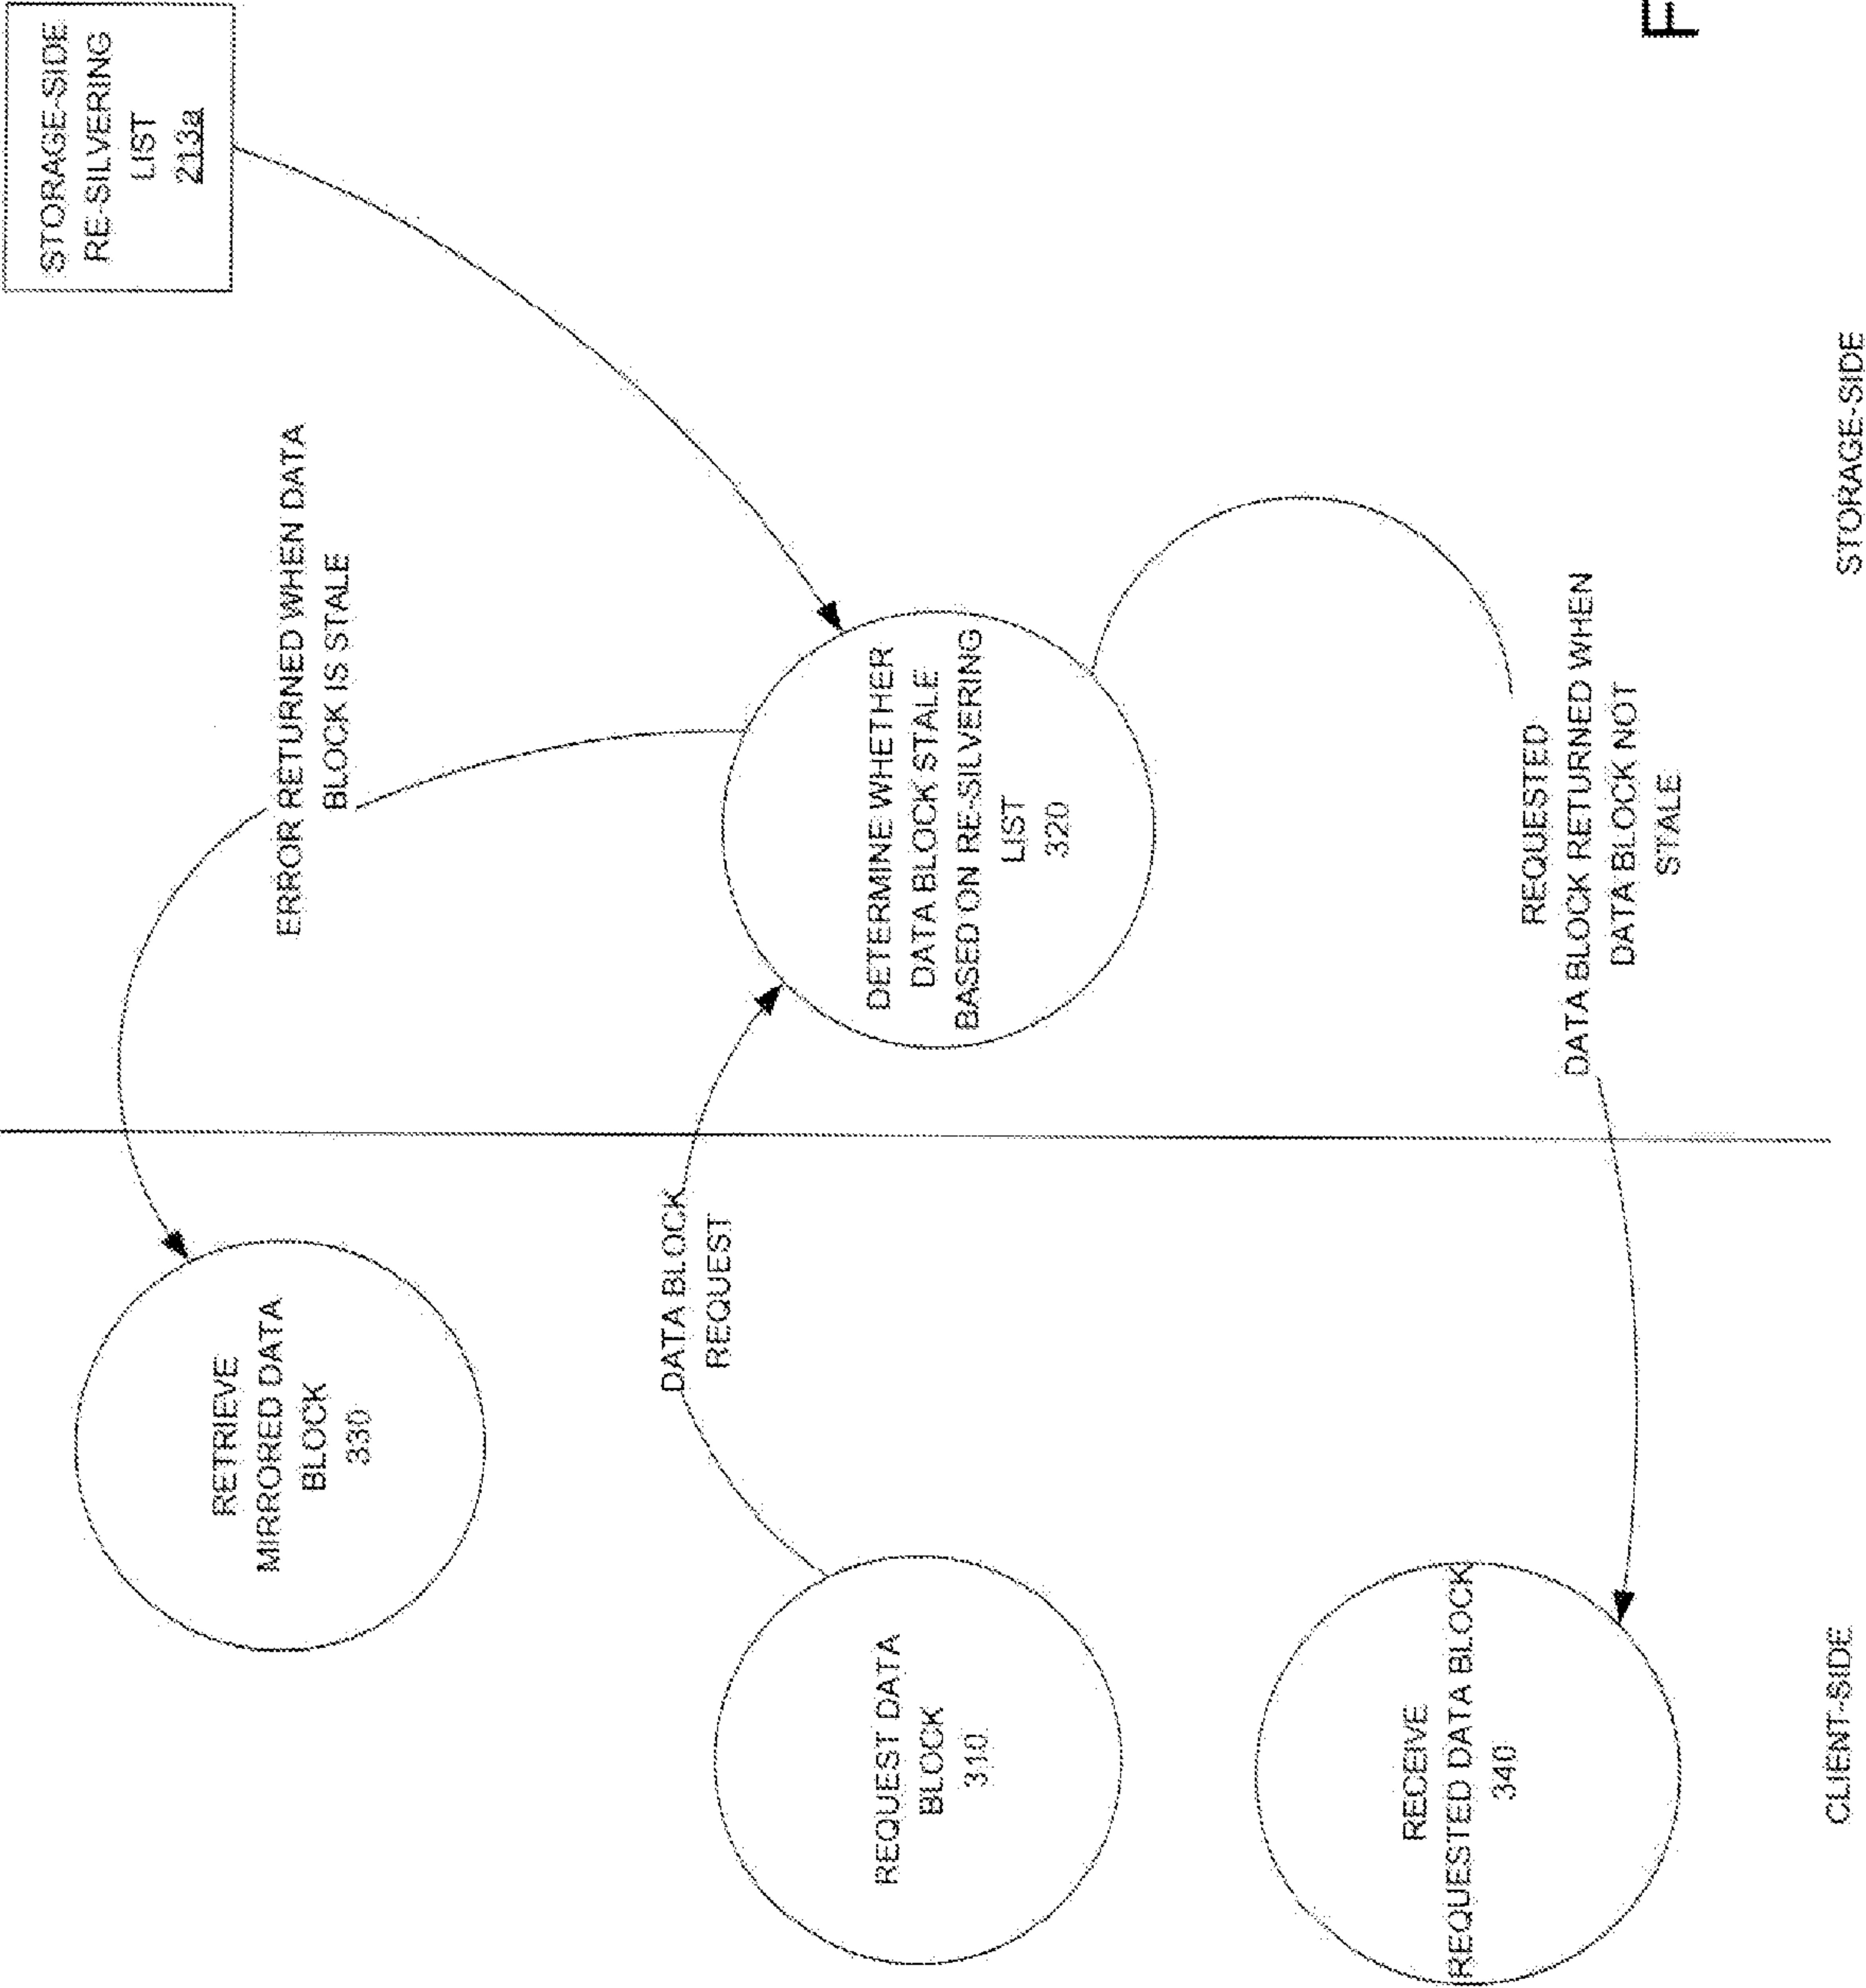 STORAGE-SIDE
RE-SILVERING
LIST
213a
ERROR RETURNED WHEN DATA
BLOCK IS STALE
RETRIEVE
MIRRORED DATA
BLOCK
330
DATA BLOCK
REQUEST
DETERMINE WHETHER
DATA BLOCK STALE
BASED ON RE-SILVERING
LIST
320
REQUEST DATA
BLOCK
310
RECEIVE
REQUESTED DATA BLOCK
340
REQUESTED
DATA BLOCK RETURNED WHEN
DATA BLOCK NOT
STALE
CLIENT-SIDE
STORAGE-SIDE
F